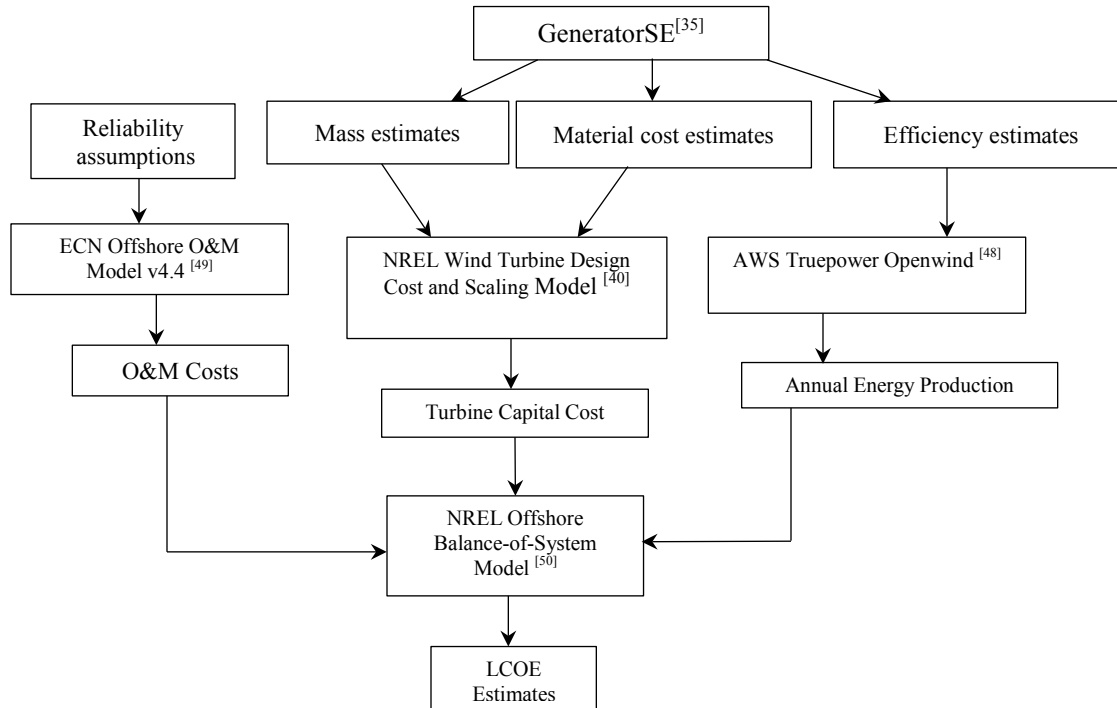 GeneratorSE[35]
Reliability
assumptions
Mass estimates
Material cost estimates
Efficiency estimates
ECN Offshore O&M
Model v4.4 [49]
NREL Wind Turbine Design
Cost and Scaling Model [40]
AWS Truepower Openwind [48]
O&M Costs
Annual Energy Production
Turbine Capital Cost
NREL Offshore
Balance-of-System
Model [50]
LCOE
Estimates